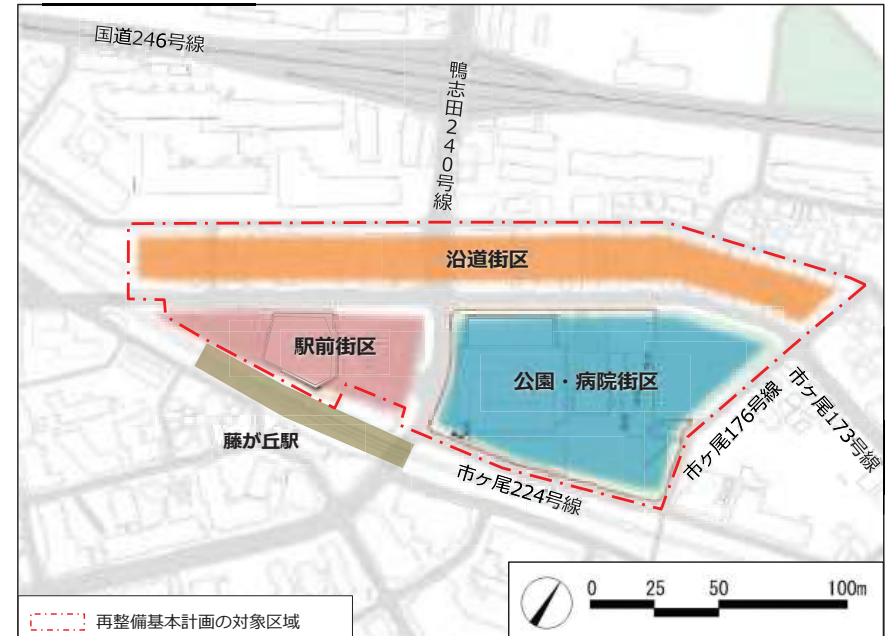 国道246号線
鴨志田240号線
沿道街区
駅前街区
公園・病院街区
藤が丘駅
市ヶ尾224号線
市ヶ尾176号線
市ヶ尾173号線
0 25 50 100m
再整備基本計画の対象区域